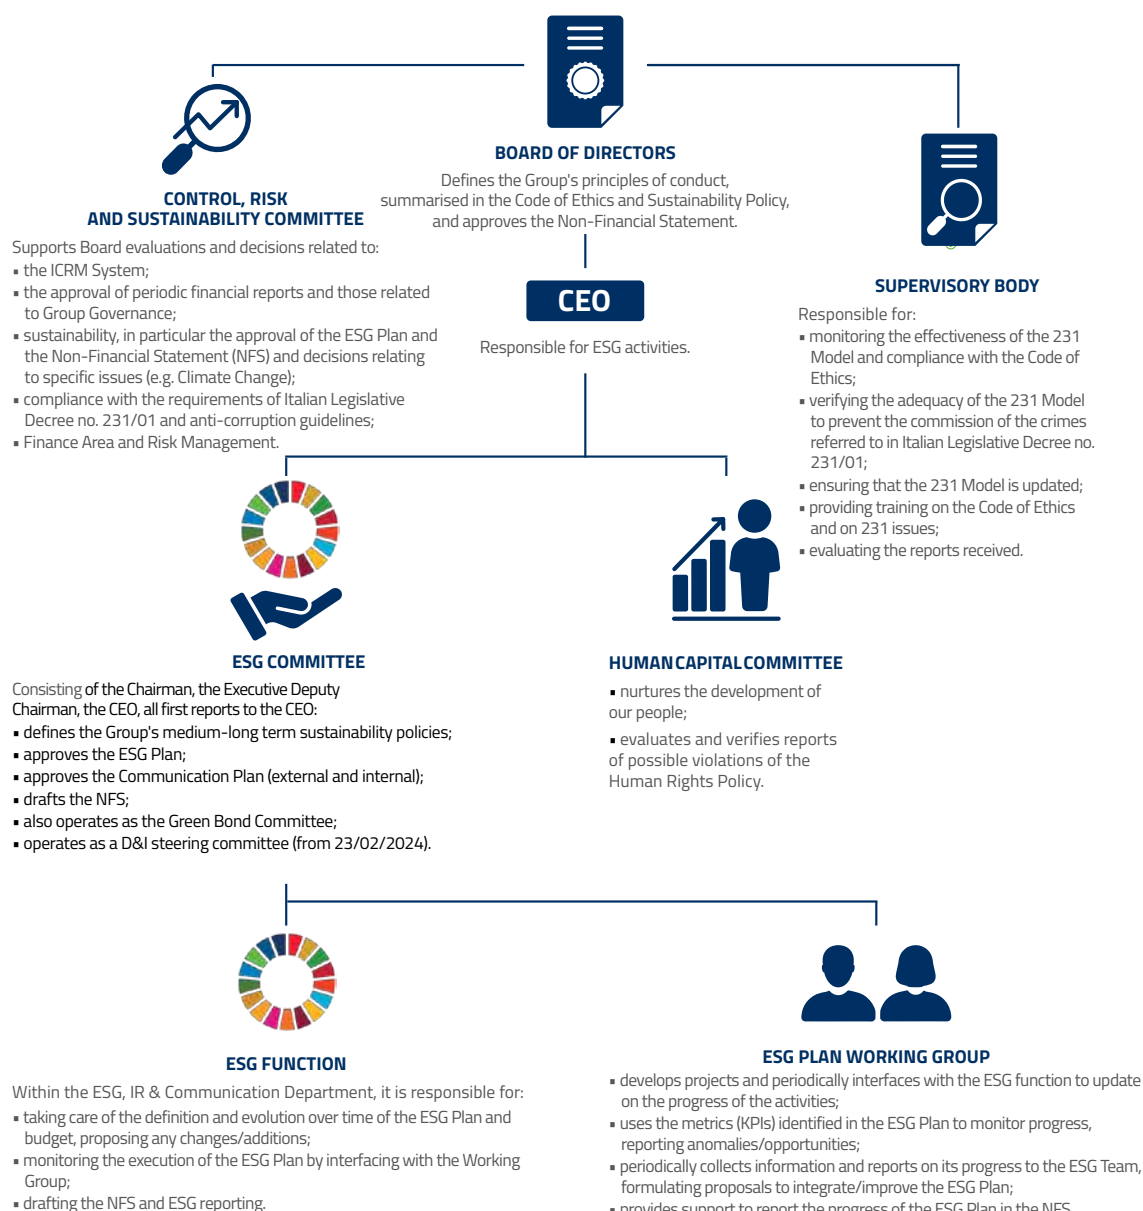 BOARD OF DIRECTORS
Defines the Group's principles of conduct,
summarised in the Code of Ethics and Sustainability Policy,
and approves the Non-Financial Statement.
CONTROL, RISK
AND SUSTAINABILITY COMMITTEE
Supports Board evaluations and decisions related to:
▪ the ICRM System;
▪ the approval of periodic financial reports and those related
to Group Governance;
▪ sustainability, in particular the approval of the ESG Plan and
the Non-Financial Statement (NFS) and decisions relating
to specific issues (e.g. Climate Change);
▪ compliance with the requirements of Italian Legislative
Decree no. 231/01 and anti-corruption guidelines;
▪ Finance Area and Risk Management.
CEO
Responsible for ESG activities.
SUPERVISORY BODY
Responsible for:
▪ monitoring the effectiveness of the 231
Model and compliance with the Code of
Ethics;
▪ verifying the adequacy of the 231 Model
to prevent the commission of the crimes
referred to in Italian Legislative Decree no.
231/01;
▪ ensuring that the 231 Model is updated;
▪ providing training on the Code of Ethics
and on 231 issues;
▪ evaluating the reports received.
ESG COMMITTEE
Consisting of the Chairman, the Executive Deputy
Chairman, the CEO, all first reports to the CEO:
▪ defines the Group's medium-long term sustainability policies;
▪ approves the ESG Plan;
▪ approves the Communication Plan (external and internal);
▪ drafts the NFS;
▪ also operates as the Green Bond Committee;
▪ operates as a D&I steering committee (from 23/02/2024).
HUMAN CAPITAL COMMITTEE
▪ nurtures the development of
our people;
▪ evaluates and verifies reports
of possible violations of the
Human Rights Policy.
ESG FUNCTION
Within the ESG, IR & Communication Department, it is responsible for:
▪ taking care of the definition and evolution over time of the ESG Plan and
budget, proposing any changes/additions;
▪ monitoring the execution of the ESG Plan by interfacing with the Working
Group;
▪ drafting the NFS and ESG reporting.
ESG PLAN WORKING GROUP
▪ develops projects and periodically interfaces with the ESG function to update
on the progress of the activities;
▪ uses the metrics (KPIs) identified in the ESG Plan to monitor progress,
reporting anomalies/opportunities;
▪ periodically collects information and reports on its progress to the ESG Team,
formulating proposals to integrate/improve the ESG Plan;
▪ provides support to report the progress of the ESG Plan in the NFS